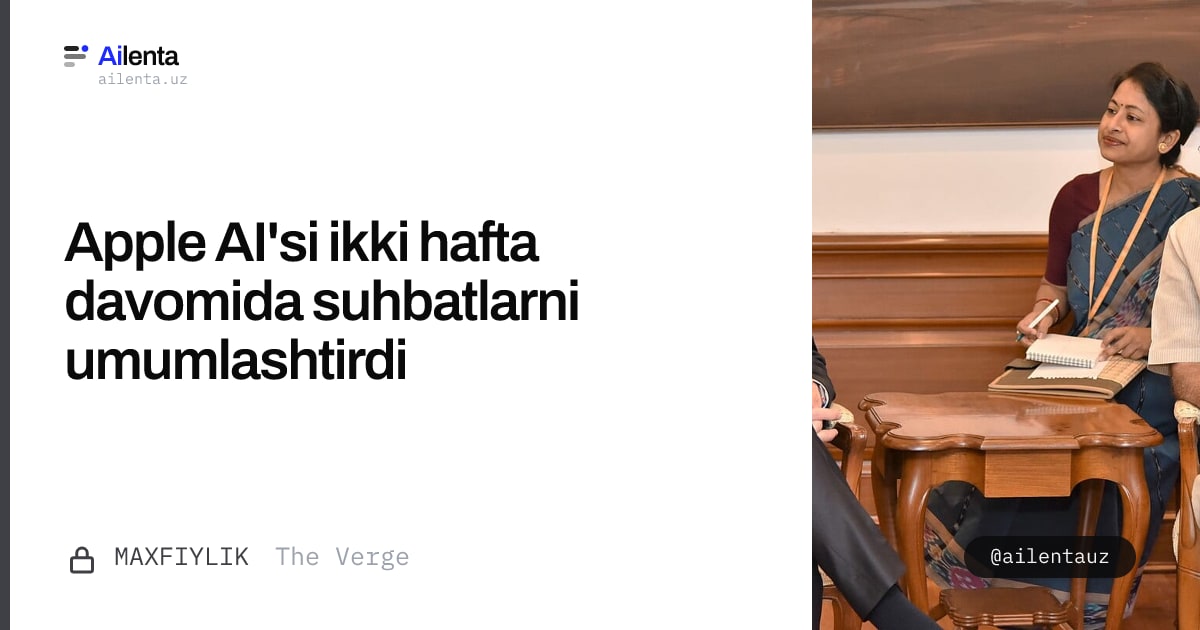 Ailenta
ailenta.uz
Apple AI'si ikki hafta
davomida suhbatlarni
umumlashtirdi
MAXFIYLIK The Verge
@ailentauz